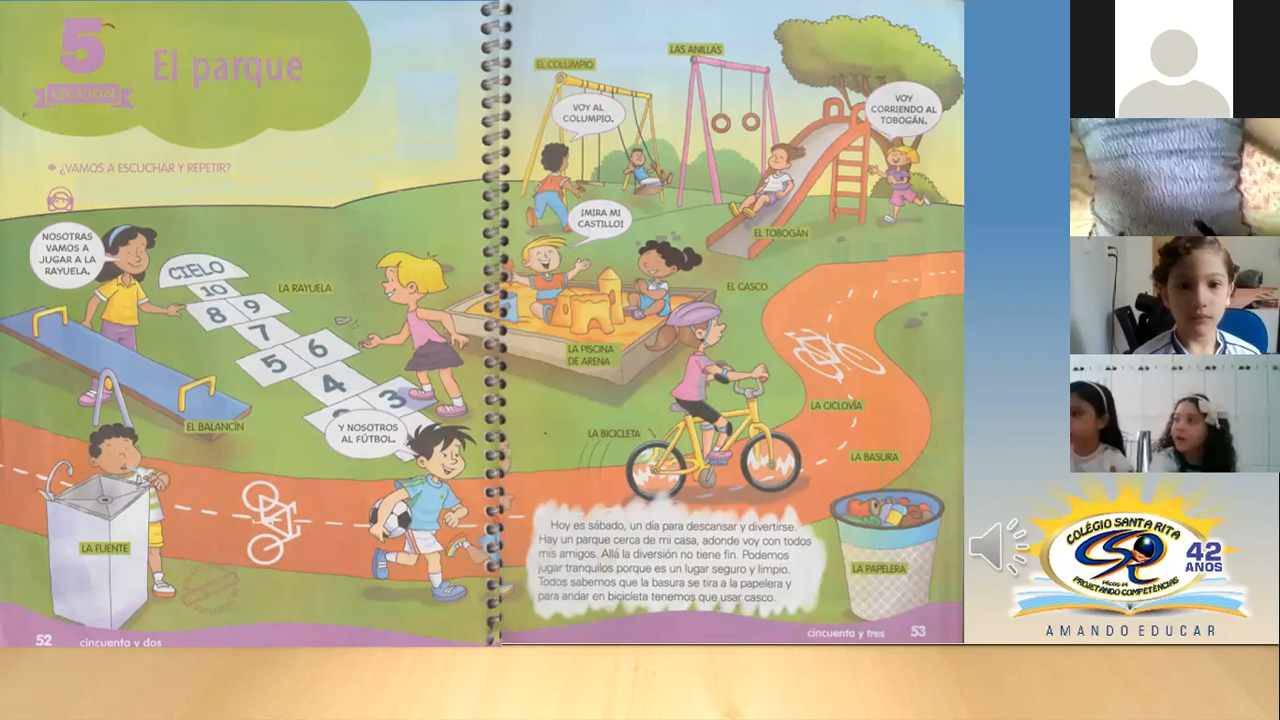 5
LECCIÓN
El parque
¿VAMOS A ESCUCHAR Y REPETIR?
NOSOTRAS
VAMOS A
JUGAR A LA
RAYUELA.
CIELO
10
9
8
7
6
5
4
3
LA RAYUELA
EL BALANCÍN
Y NOSOTROS
AL FÚTBOL.
LA FUENTE
52 cincuenta y dos
EL COLUMPIO
LAS ANILLAS
VOY AL
COLUMPIO.
VOY
CORRIENDO AL
TOBOGÁN.
¡MIRA MI
CASTILLO!
EL TOBOGÁN
EL CASCO
LA PISCINA
DE ARENA
LA CICLOVÍA
LA BICICLETA
LA BASURA
LA PAPELERA
Hoy es sábado, un día para descansar y divertirse.
Hay un parque cerca de mi casa, adonde voy con todos
mis amigos. Allá la diversión no tiene fin. Podemos
jugar tranquilos porque es un lugar seguro y limpio.
Todos sabemos que la basura se tira a la papelera y
para andar en bicicleta tenemos que usar casco.
cincuenta y tres 53
COLÉGIO SANTA RITA
42
ANOS
PROJETANDO COMPETÊNCIAS
AMANDO EDUCAR